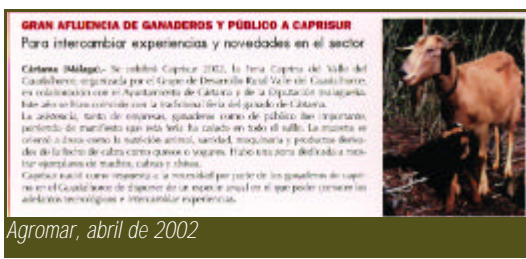 GRAN AFLUENCIA DE GANADEROS Y PÚBLICO A CAPRISUR
Para intercambiar experiencias y novedades en el sector
Cártama (Málaga).- Se celebró Caprisur 2002, la Feria Caprina del Valle del
Guadalhorce, organizada por el Grupo de Desarrollo Rural Valle del Guadalhorce,
en colaboración con el Ayuntamiento de Cártama y de la Diputación malagueña.
Este año se hizo coincidir con la tradicional feria del ganado de Cártama.
La asistencia, tanto de empresas, ganaderos como de público fue importante,
poniendo de manifiesto que esta feria ha calado en todo el valle. La muestra se
orientó a áreas como la nutrición animal, sanidad, maquinaria y productos deriva-
dos de la leche de cabra como quesos o yogures. Hubo una zona dedicada a mos-
trar ejemplares de machos, cabras y chivas.
Caprisur nació como respuesta a la necesidad por parte de los ganaderos de capri-
no en el Guadalhorce de disponer de un espacio anual en el que poder conocer los
adelantos tecnológicos e intercambiar experiencias.
Agromar, abril de 2002